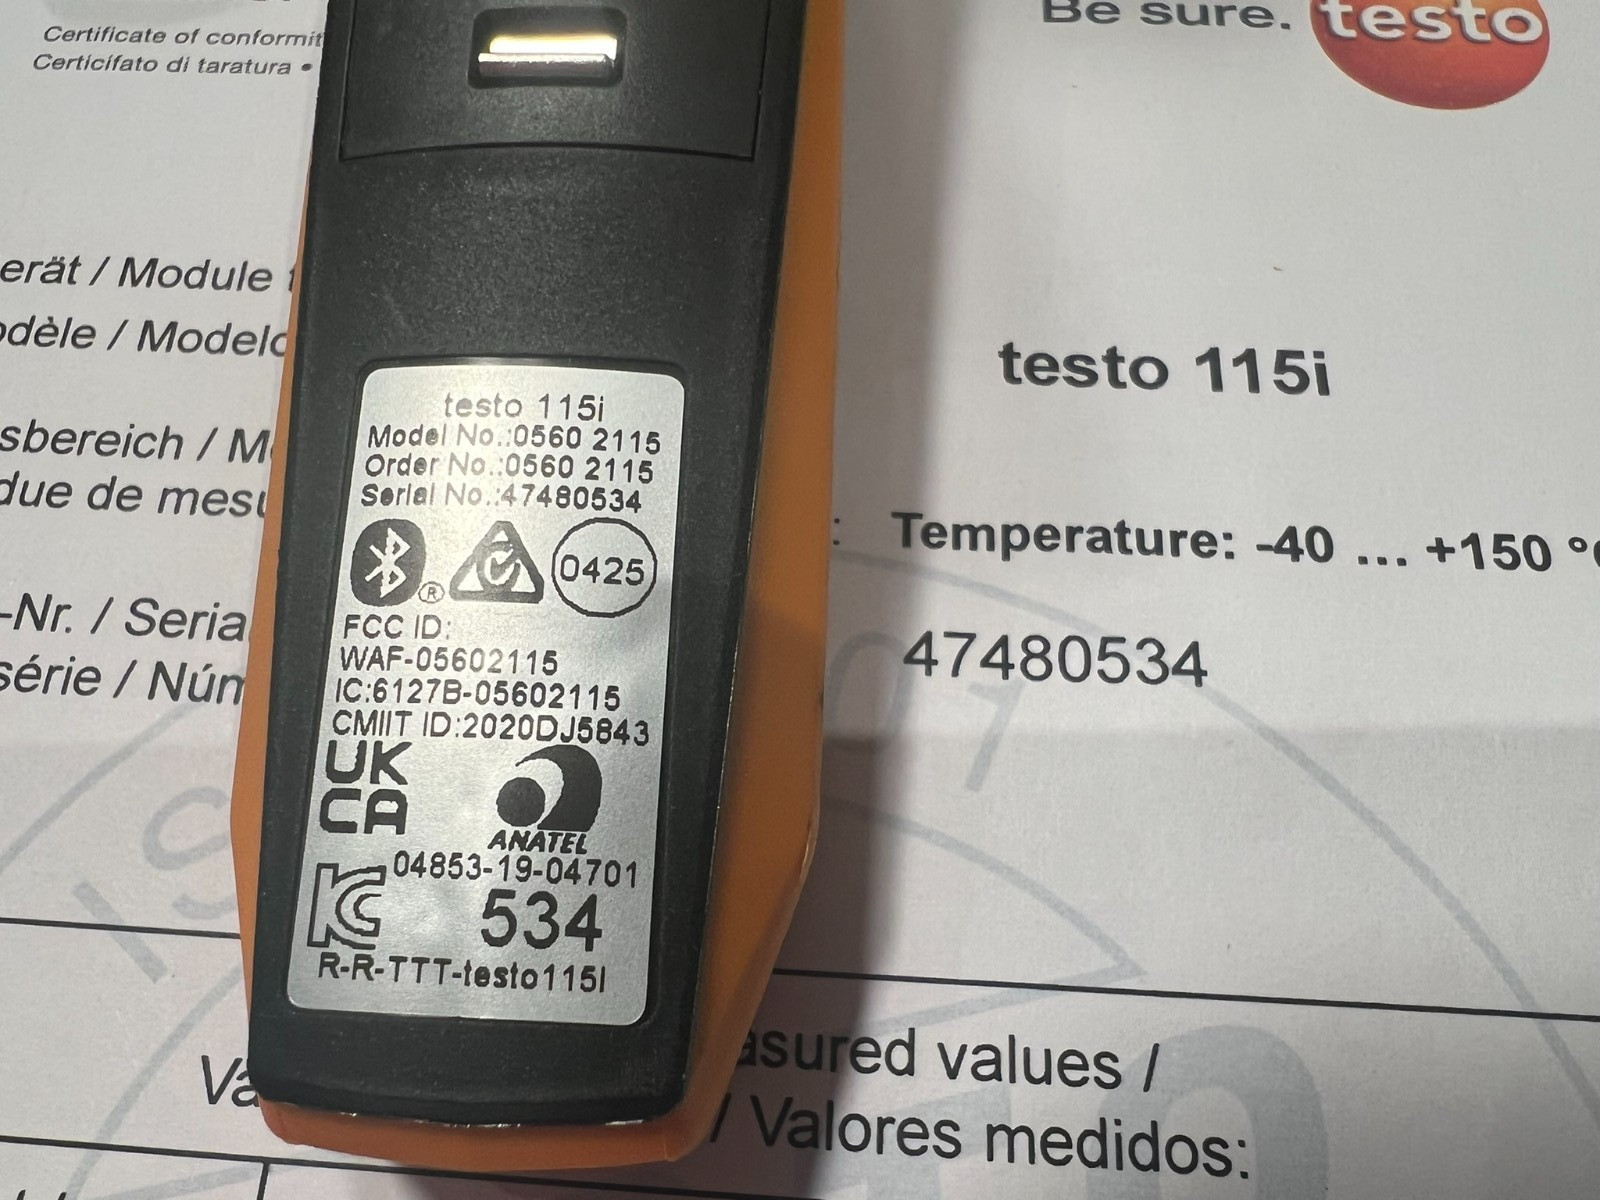 Certificate of conformit
Certicifato di taratura •
Be sure. testo
erät / Module
odèle / Modelo
testo 115i
sbereich / M
due de mesu
: Temperature: -40 ... +150 °C
-Nr. / Seria
série / Núm
47480534
testo 115i
Model No.:0560 2115
Order No.:0560 2115
Serial No.:47480534
® 0425
FCC ID:
WAF-05602115
IC:6127B-05602115
CMIIT ID:2020DJ5843
UK
CA
ANATEL
04853-19-04701
534
R-R-TTT-testo115I
Va
asured values /
/ Valores medidos: